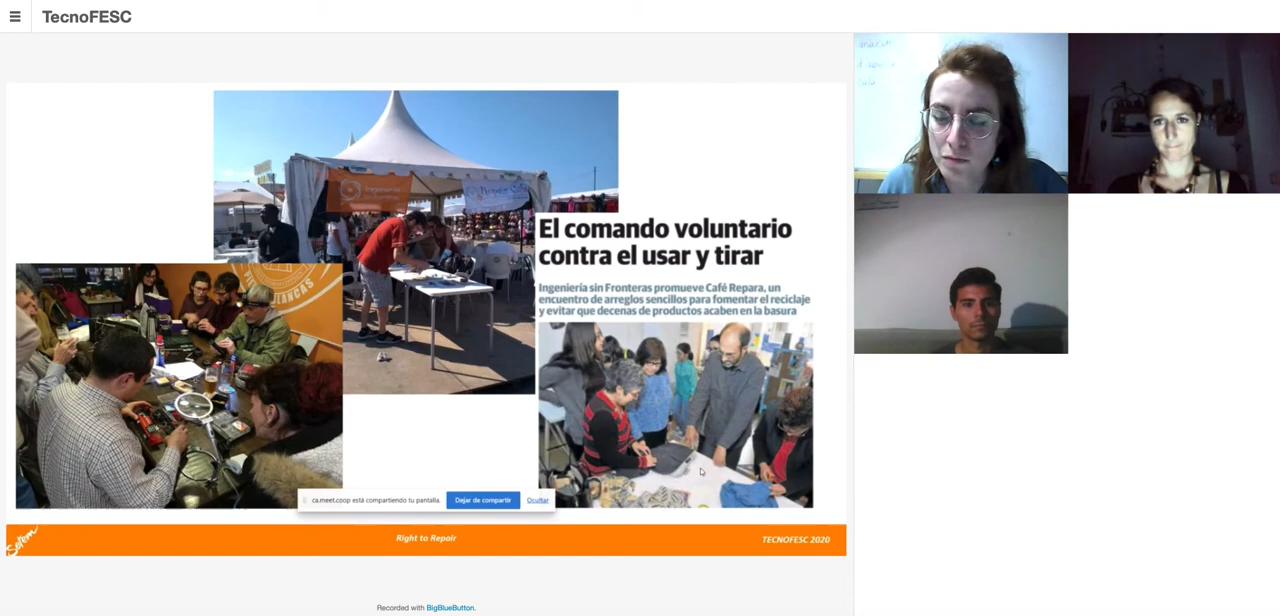 TecnoFESC
Ingeniería
El comando voluntario
contra el usar y tirar
Ingeniería sin Fronteras promueve Café Repara, un
encuentro de arreglos sencillos para fomentar el reciclaje
y evitar que decenas de productos acaben en la basura
ca.meet.coop está compartiendo tu pantalla.
Dejar de compartir
Ocultar
Setem
Right to Repair
TECNOFESC 2020
Recorded with BigBlueButton.